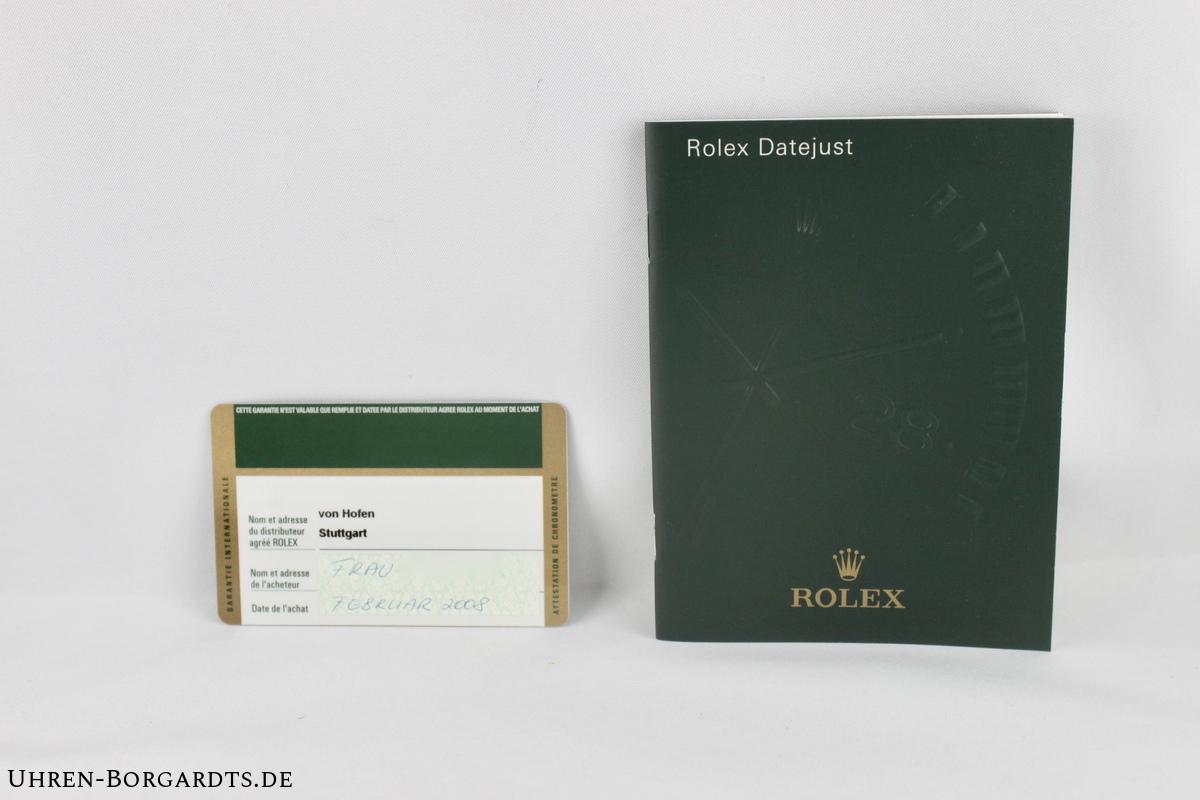 CETTE GARANTIE N'EST VALABLE QUE REMPLIE ET DATEE PAR LE DISTRIBUTEUR AGREE ROLEX AU MOMENT DE L'ACHAT
GARANTIE INTERNATIONALE
Nom et adresse
du distributeur
agréé ROLEX
von Hofen
Stuttgart
Nom et adresse
de l'acheteur
FRAU
Date de l'achat
FEBRUAR 2008
ATTESTATION DE CHRONOMETRE
Rolex Datejust
28
ROLEX
UHREN-BORGARDTS.DE